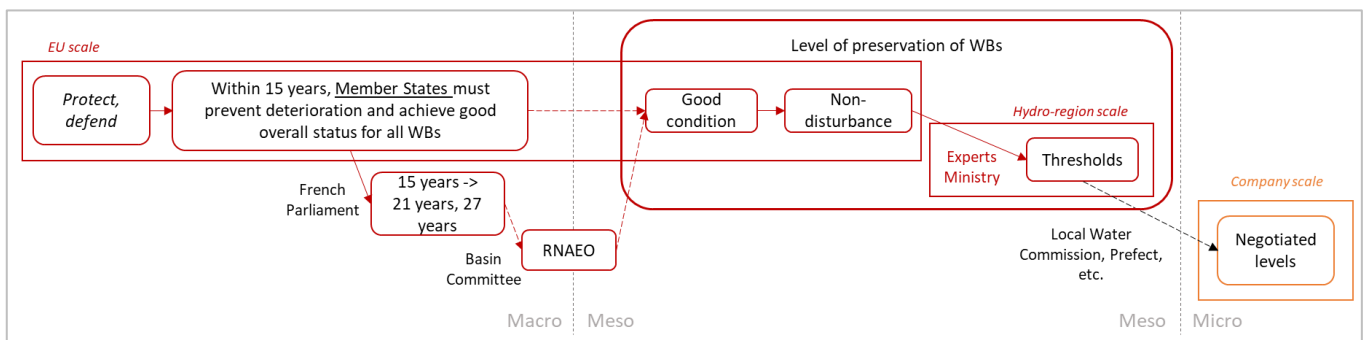 EU scale
Protect,
defend
Within 15 years, Member States must
prevent deterioration and achieve good
overall status for all WBs
Level of preservation of WBs
Good
condition
Non-
disturbance
Hydro-region scale
Experts
Ministry
Thresholds
French
Parliament
15 years ->
21 years, 27
years
Basin
Committee
RNAEO
Local Water
Commission, Prefect,
etc.
Company scale
Negotiated
levels
Macro
Meso
Meso
Micro